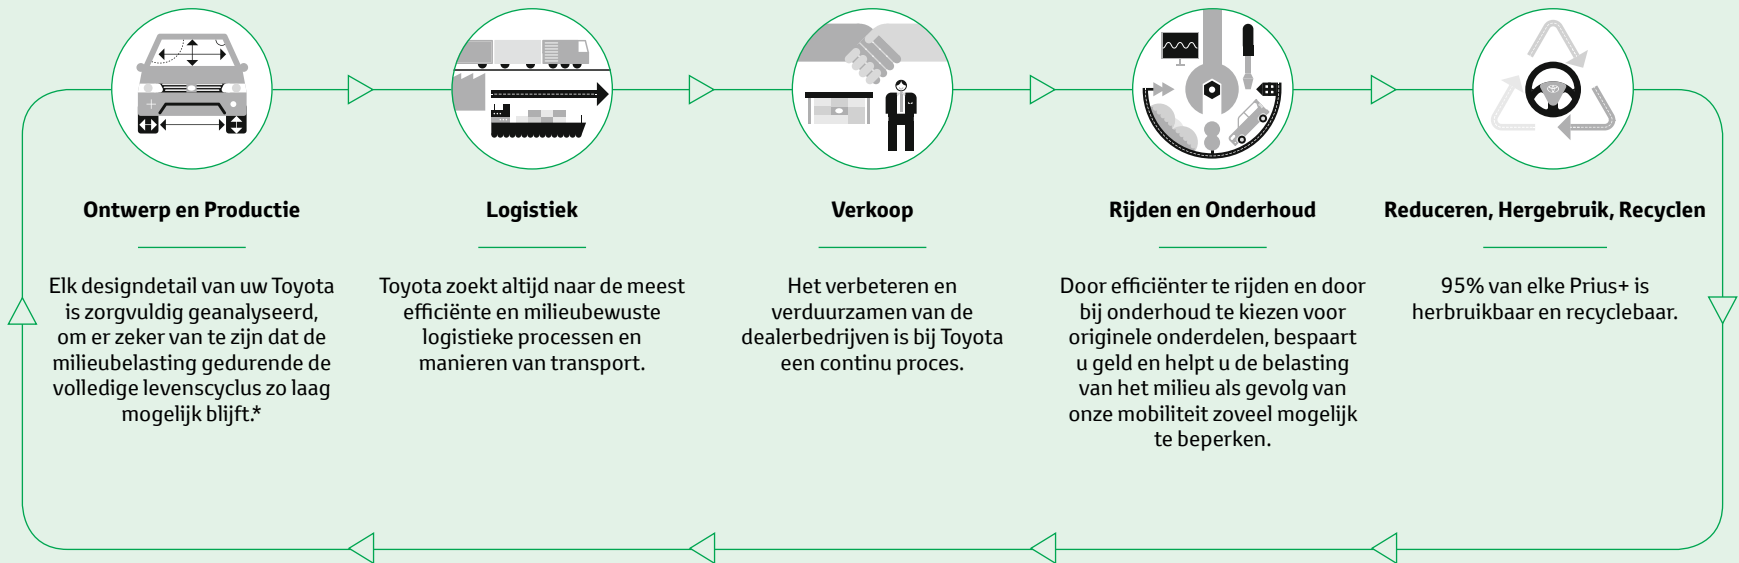 Ontwerp en Productie
Elk designdetail van uw Toyota
is zorgvuldig geanalyseerd,
om er zeker van te zijn dat de
milieubelasting gedurende de
volledige levenscyclus zo laag
mogelijk blijft.*
Logistiek
Toyota zoekt altijd naar de meest
efficiënte en milieubewuste
logistieke processen en
manieren van transport.
Verkoop
Het verbeteren en
verduurzamen van de
dealerbedrijven is bij Toyota
een continu proces.
Rijden en Onderhoud
Door efficiënter te rijden en door
bij onderhoud te kiezen voor
originele onderdelen, bespaart
u geld en helpt u de belasting
van het milieu als gevolg van
onze mobiliteit zoveel mogelijk
te beperken.
Reduceren, Hergebruik, Recyclen
95% van elke Prius+ is
herbruikbaar en recyclebaar.